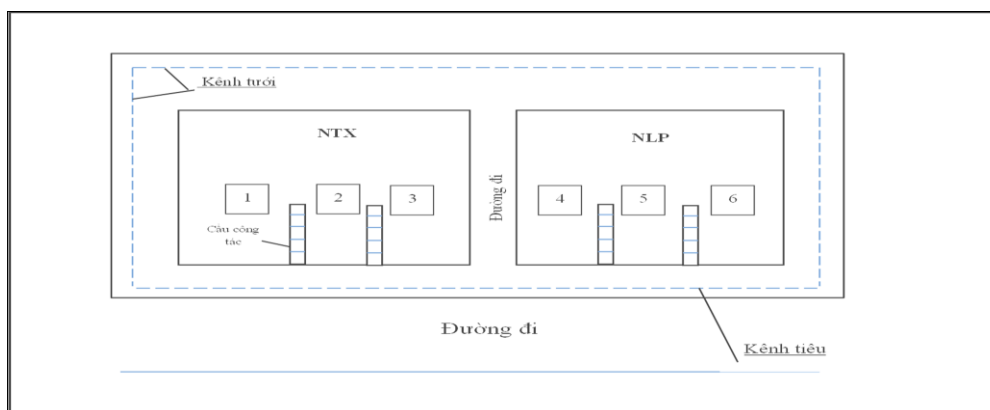 Kênh tưới
NTX
NLP
1
2
3
4
5
6
Đường đi
Cầu công
tác
Đường đi
Kênh tiêu